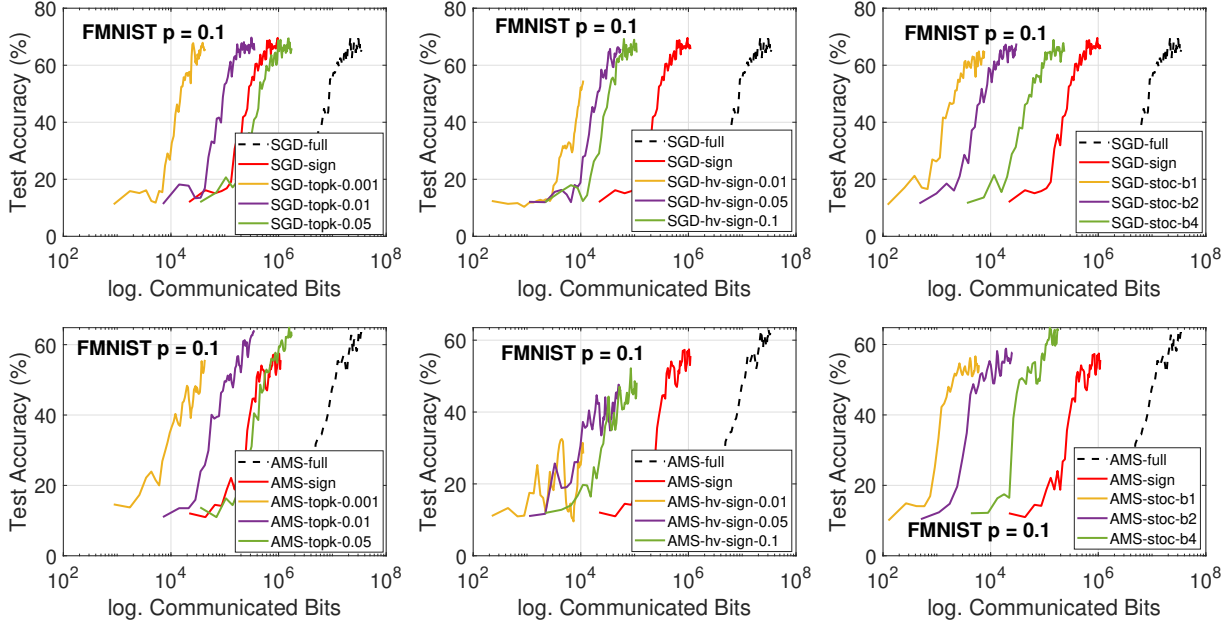 FMNIST p = 0.1
Test Accuracy (%)
80
60
40
20
0
SGD-full
SGD-sign
SGD-topk-0.001
SGD-topk-0.01
SGD-topk-0.05
10^2 10^4 10^6 10^8
log. Communicated Bits
FMNIST p = 0.1
Test Accuracy (%)
80
60
40
20
0
SGD-full
SGD-sign
SGD-hv-sign-0.01
SGD-hv-sign-0.05
SGD-hv-sign-0.1
10^2 10^4 10^6 10^8
log. Communicated Bits
FMNIST p = 0.1
Test Accuracy (%)
80
60
40
20
0
SGD-full
SGD-sign
SGD-stoc-b1
SGD-stoc-b2
SGD-stoc-b4
10^2 10^4 10^6 10^8
log. Communicated Bits
FMNIST p = 0.1
Test Accuracy (%)
60
40
20
0
AMS-full
AMS-sign
AMS-topk-0.001
AMS-topk-0.01
AMS-topk-0.05
10^2 10^4 10^6 10^8
log. Communicated Bits
FMNIST p = 0.1
Test Accuracy (%)
60
40
20
0
AMS-full
AMS-sign
AMS-hv-sign-0.01
AMS-hv-sign-0.05
AMS-hv-sign-0.1
10^2 10^4 10^6 10^8
log. Communicated Bits
Test Accuracy (%)
60
40
20
0
AMS-full
AMS-sign
AMS-stoc-b1
AMS-stoc-b2
AMS-stoc-b4
FMNIST p = 0.1
10^2 10^4 10^6 10^8
log. Communicated Bits